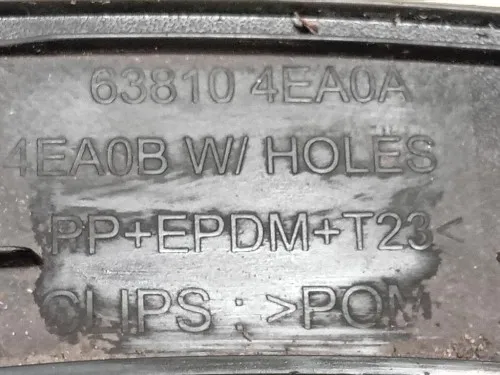 63810 4EA0A
4EA0B W/ HOLES
PP+EPDM+T23<
CLIPS : >POM